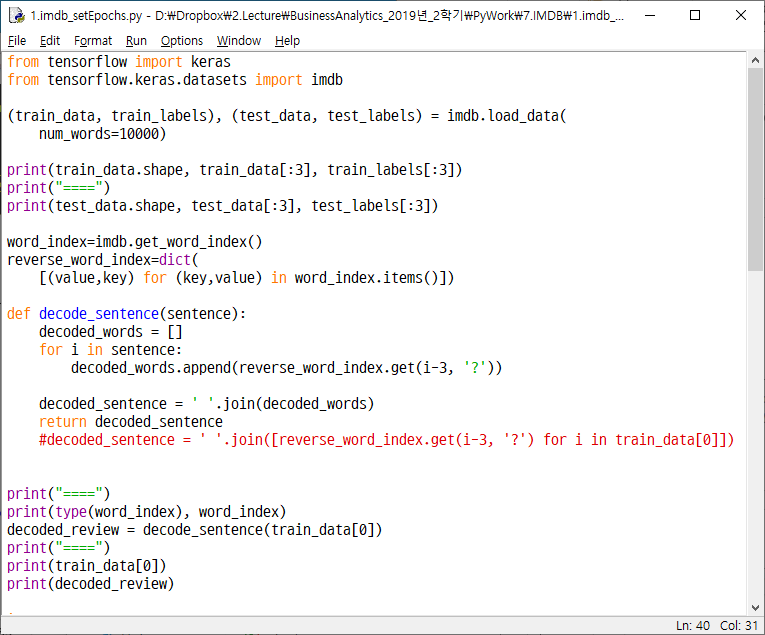 1.imdb_setEpochs.py - D:₩Dropbox₩2.Lecture₩BusinessAnalytics_2019년_2학기₩PyWork₩7.IMDB₩1.imdb_...
File Edit Format Run Options Window Help
from tensorflow import keras
from tensorflow.keras.datasets import imdb

(train_data, train_labels), (test_data, test_labels) = imdb.load_data(
    num_words=10000)

print(train_data.shape, train_data[:3], train_labels[:3])
print("====")
print(test_data.shape, test_data[:3], test_labels[:3])

word_index=imdb.get_word_index()
reverse_word_index=dict(
    [(value,key) for (key,value) in word_index.items()])

def decode_sentence(sentence):
    decoded_words = []
    for i in sentence:
        decoded_words.append(reverse_word_index.get(i-3, '?'))

    decoded_sentence = ' '.join(decoded_words)
    return decoded_sentence
    #decoded_sentence = ' '.join([reverse_word_index.get(i-3, '?') for i in train_data[0]])


print("====")
print(type(word_index), word_index)
decoded_review = decode_sentence(train_data[0])
print("====")
print(train_data[0])
print(decoded_review)
Ln: 40 Col: 31